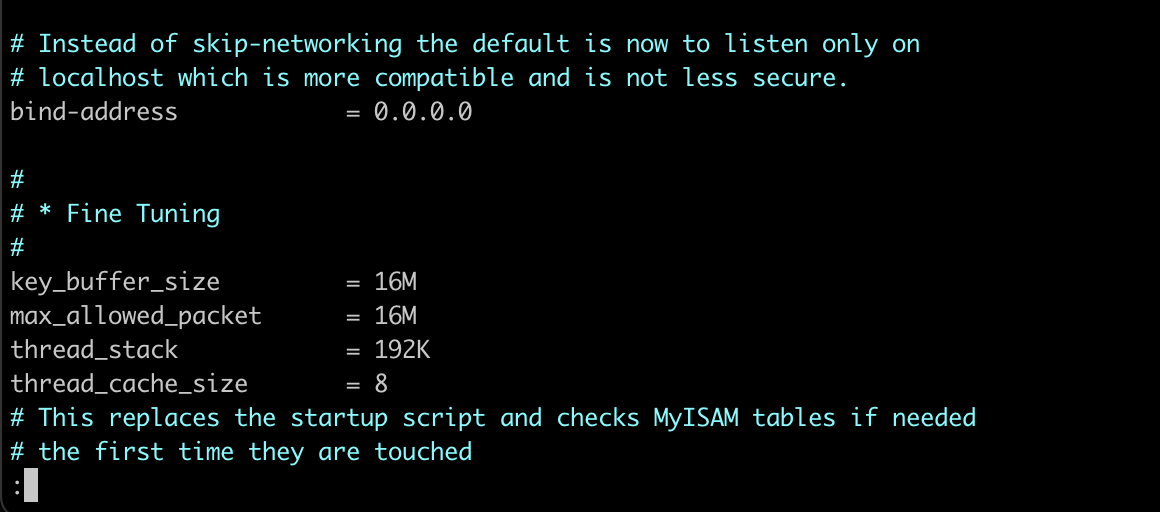 # Instead of skip-networking the default is now to listen only on
# localhost which is more compatible and is not less secure.
bind-address            = 0.0.0.0
#
# * Fine Tuning
#
key_buffer_size         = 16M
max_allowed_packet      = 16M
thread_stack            = 192K
thread_cache_size       = 8
# This replaces the startup script and checks MyISAM tables if needed
# the first time they are touched
: